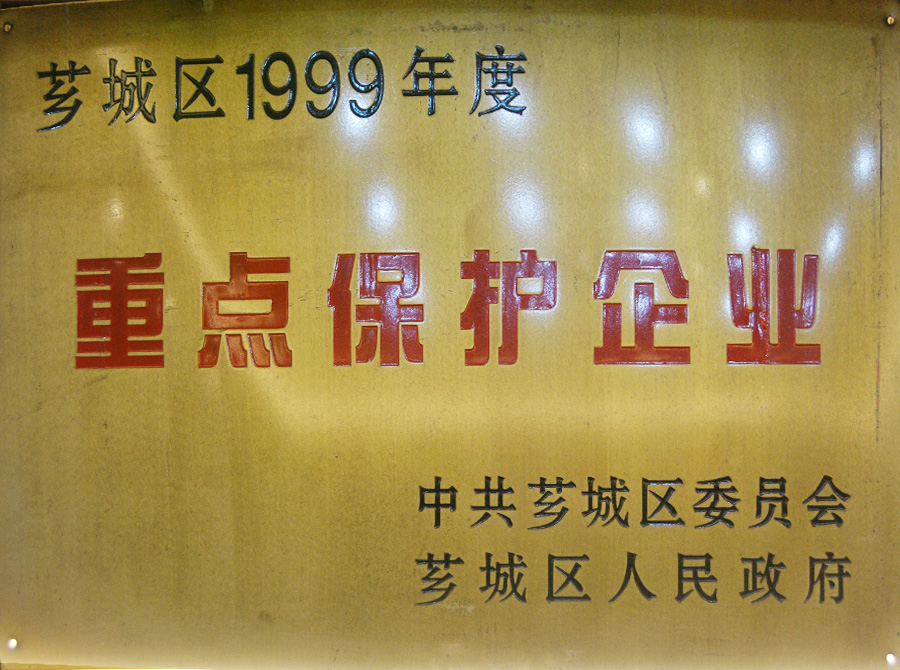 芗城区1999年度
重点保护企业
中共芗城区委员会
芗城区人民政府